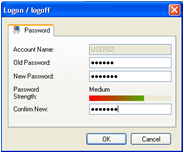 Logon / logoff
Password
Account Name: USER02
Old Password: ●●●●●●
New Password: ●●●●●●●
Password Strength: Medium
Confirm New: ●●●●●●●
OK Cancel